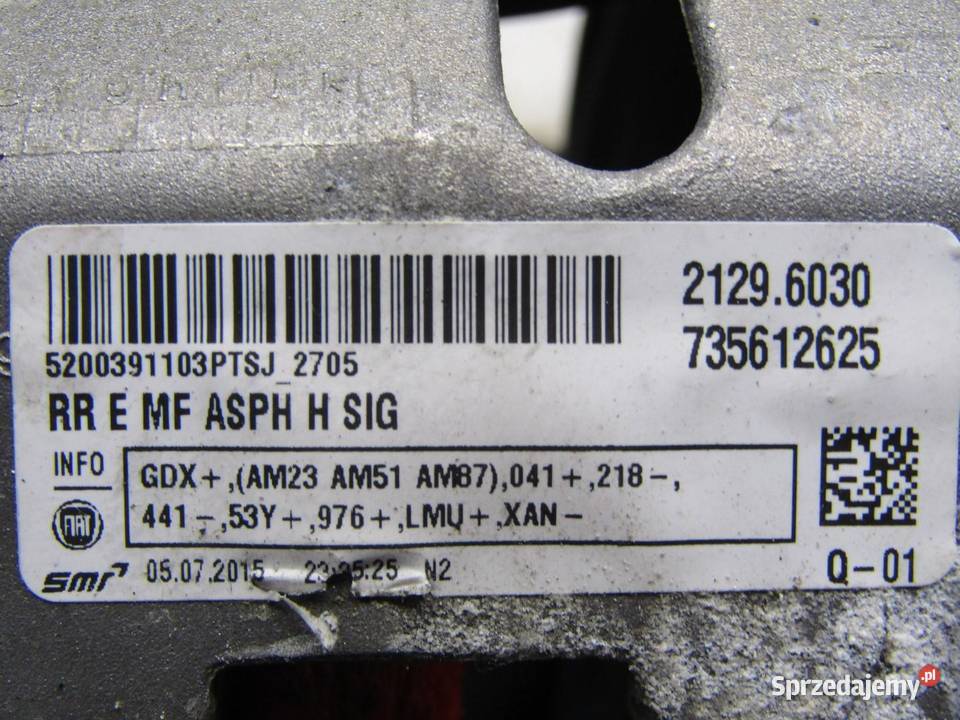 2129.6030
735612625
5200391103PTSJ_2705
RR E MF ASPH H SIG
INFO
GDX+,(AM23 AM51 AM87),041+,218-,
441-,53Y+,976+,LMU+,XAN-
FIAT
smr
05.07.2015 N2
Q-01
Sprzedajemy.pl